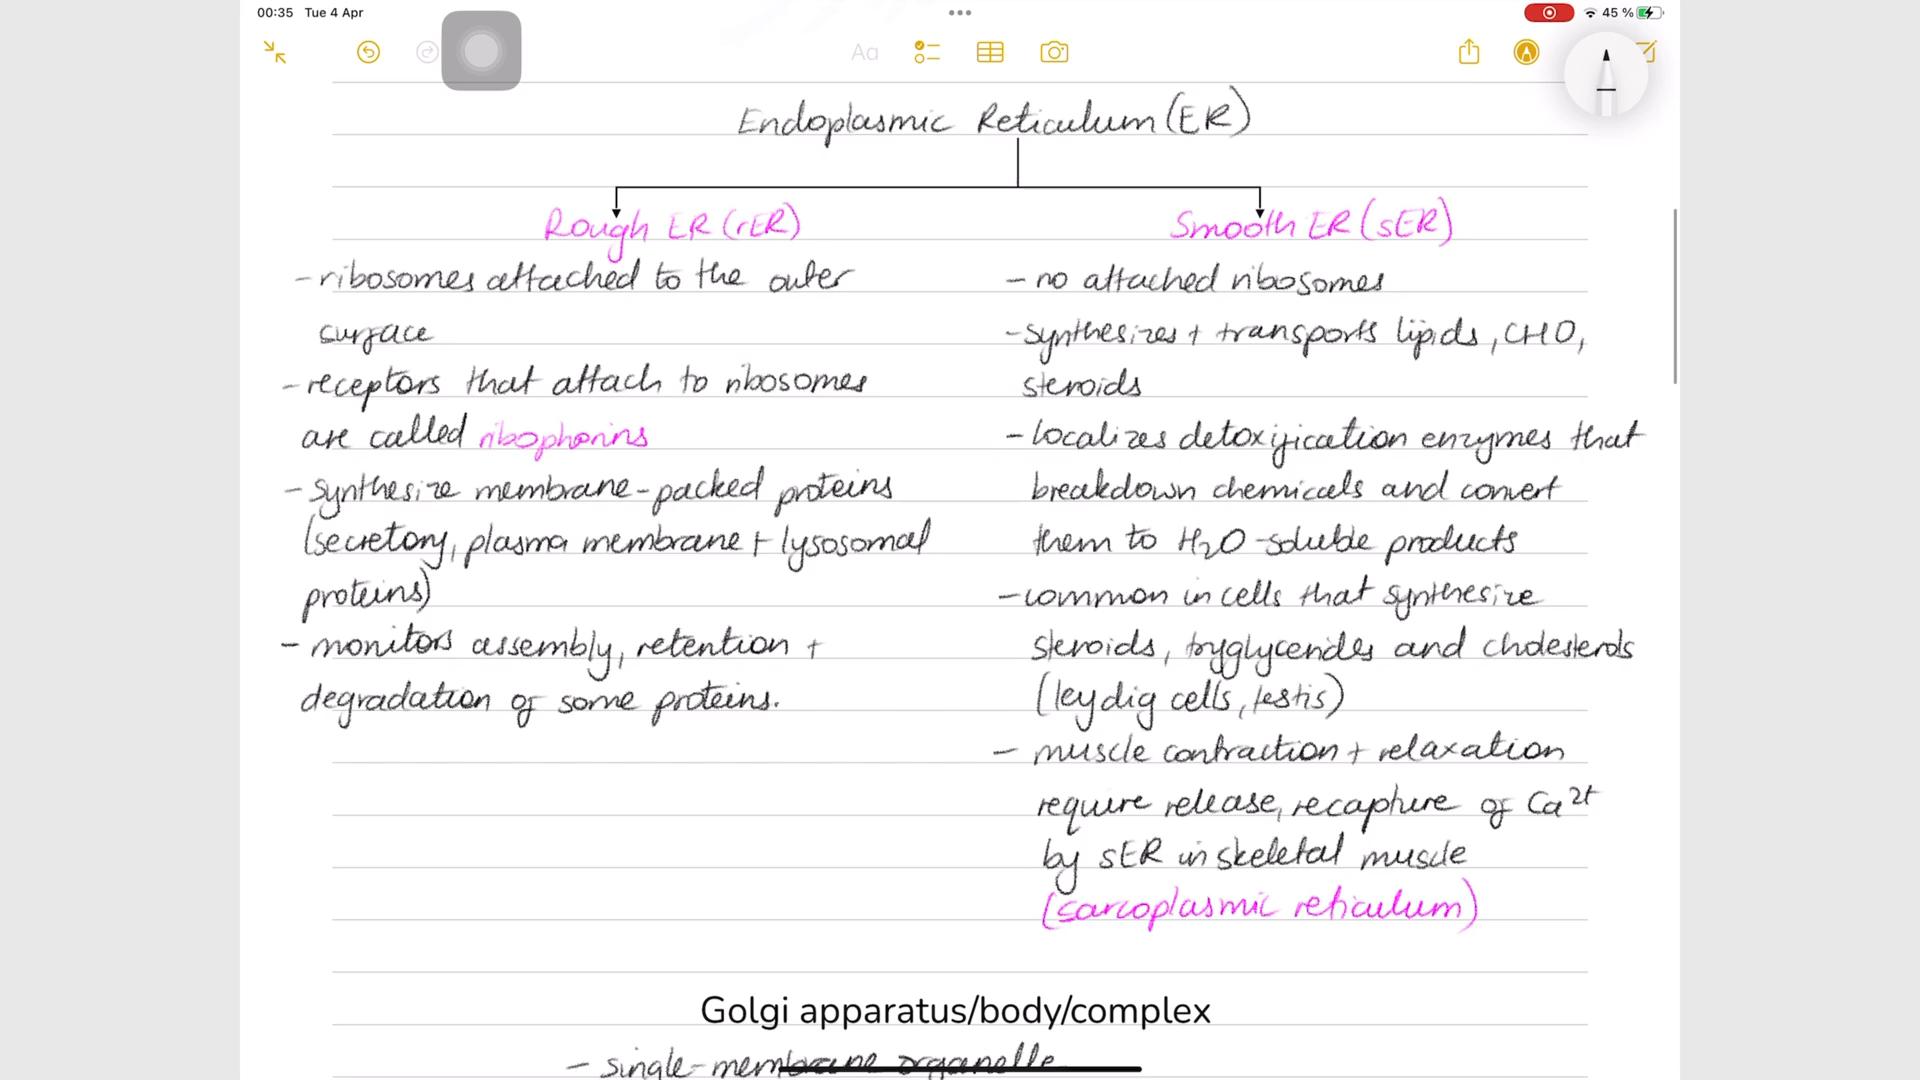 00:35 Tue 4 Apr
45 %
Aa
Endoplasmic Reticulum (ER)
Rough ER (rER)
- ribosomes attached to the outer
surface
- receptors that attach to ribosomes
are called ribophorins
- synthesize membrane-packed proteins
(secretory, plasma membrane + lysosomal
proteins)
- monitors assembly, retention +
degradation of some proteins.
Smooth ER (sER)
- no attached ribosomes
- synthesizes + transports lipids, CHO,
steroids
- localizes detoxification enzymes that
breakdown chemicals and convert
them to H₂O-soluble products
- common in cells that synthesize
steroids, tryglycerides and cholesterols
(leydig cells, testis)
- muscle contraction + relaxation
require release, recapture of Ca²⁺
by sER in skeletal muscle
(sarcoplasmic reticulum)
Golgi apparatus/body/complex
- single-membrane organelle